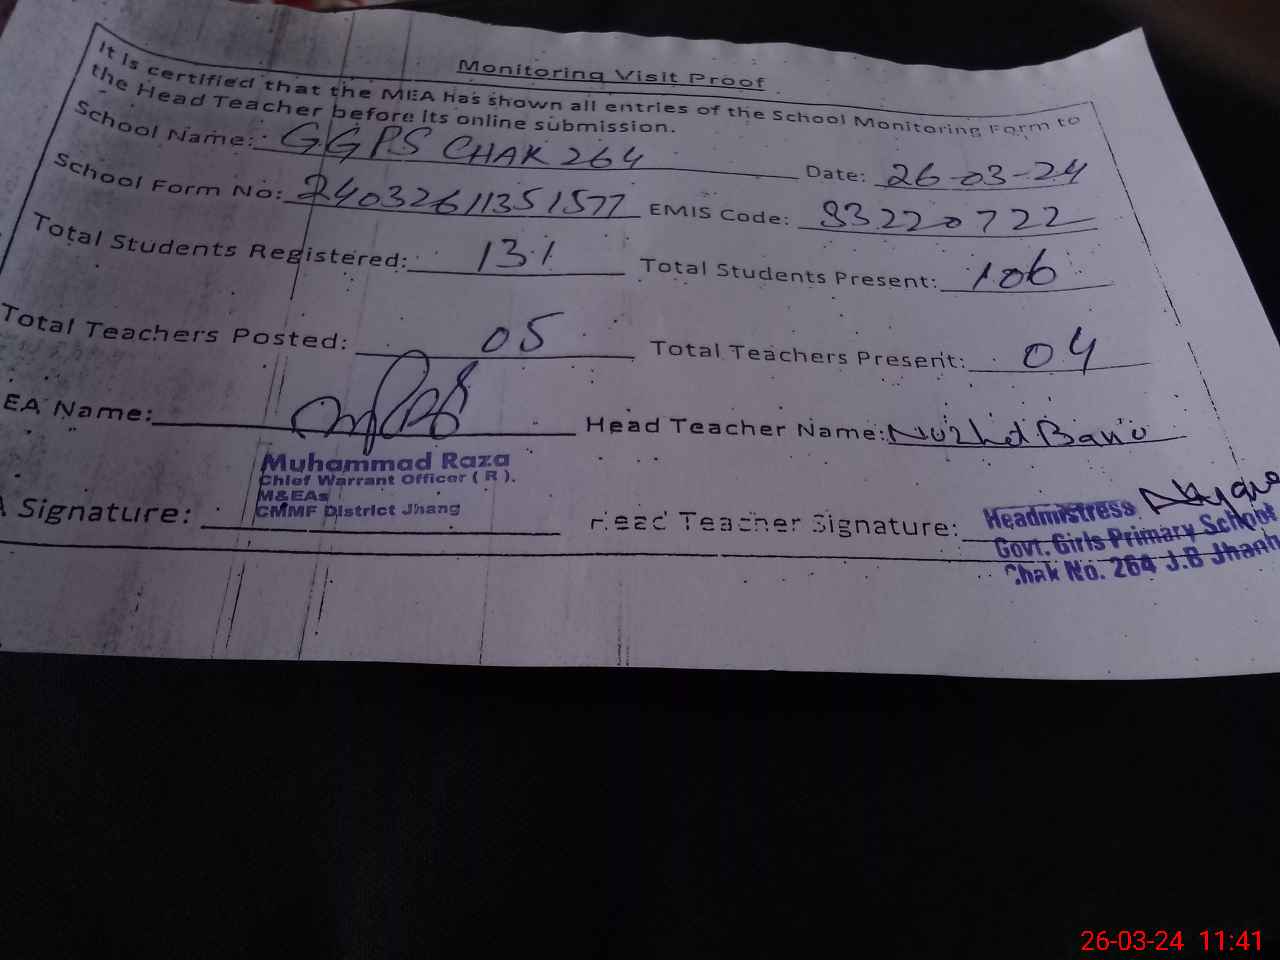 Monitoring Visit Proof
It is certified that the MEA has shown all entries of the School Monitoring Form to
the Head Teacher before its online submission.
School Name: GGPS CHAK 264 Date: 26-03-24
School Form No: 24032611351577 EMIS Code: 33220722
Total Students Registered: 131 Total Students Present: 106
Total Teachers Posted: 05 Total Teachers Present: 04
EA Name: Head Teacher Name: Bano
Muhammad Raza
Chief Warrant Officer ( R ).
M&EAs
CMMF District Jhang
A Signature: Head Teacher Signature:
Headmistress
Govt. Girls Primary School
Chak No. 264 J.B Jhang
26-03-24 11:41